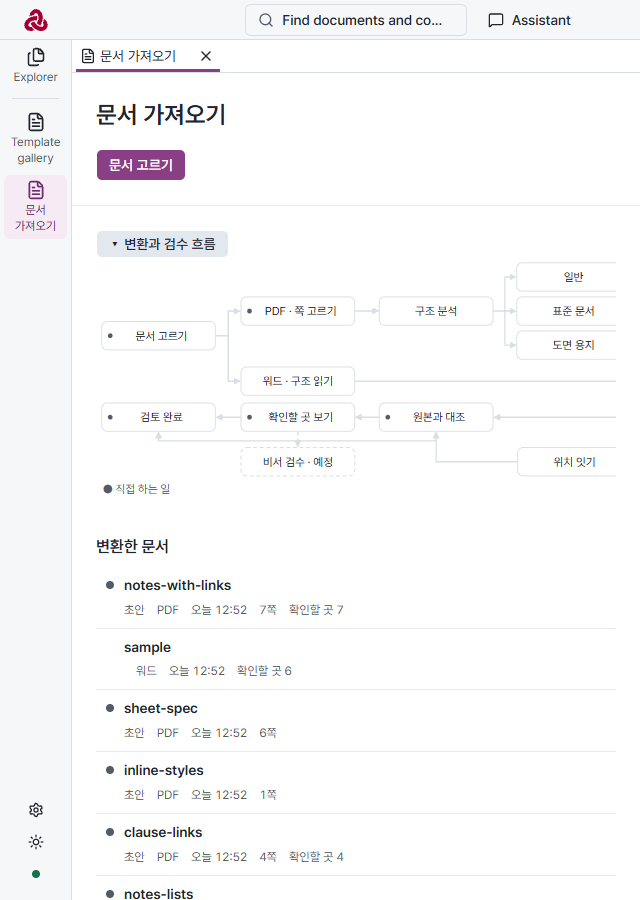 Find documents and co...
Assistant
Explorer
Template
gallery
문서
가져오기
문서 가져오기
문서 가져오기
문서 고르기
변환과 검수 흐름
일반
PDF · 쪽 고르기
구조 분석
표준 문서
문서 고르기
도면 용지
워드 · 구조 읽기
검토 완료
확인할 곳 보기
원본과 대조
비서 검수 · 예정
위치 잇기
직접 하는 일
변환한 문서
notes-with-links
초안 PDF 오늘 12:52 7쪽 확인할 곳 7
sample
워드 오늘 12:52 확인할 곳 6
sheet-spec
초안 PDF 오늘 12:52 6쪽
inline-styles
초안 PDF 오늘 12:52 1쪽
clause-links
초안 PDF 오늘 12:52 4쪽 확인할 곳 4
notes-lists